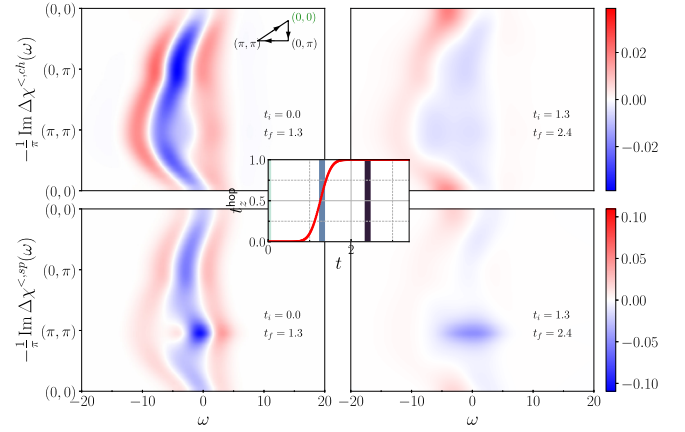 (0, 0)
(0, π)
(π, π)
(0, 0)
−1/π Im Δχ^{<,ch}(ω)
(0, 0)
(π, π)
(0, π)
t_i = 0.0
t_f = 1.3
t_i = 1.3
t_f = 2.4
0.02
0.00
−0.02
1.0
0.5
0.0
t_z^{hop}
0
2
t
(0, 0)
(0, π)
(π, π)
(0, 0)
−1/π Im Δχ^{<,sp}(ω)
t_i = 0.0
t_f = 1.3
t_i = 1.3
t_f = 2.4
0.10
0.05
0.00
−0.05
−0.10
−20
−10
0
10
20
ω
−20
−10
0
10
20
ω